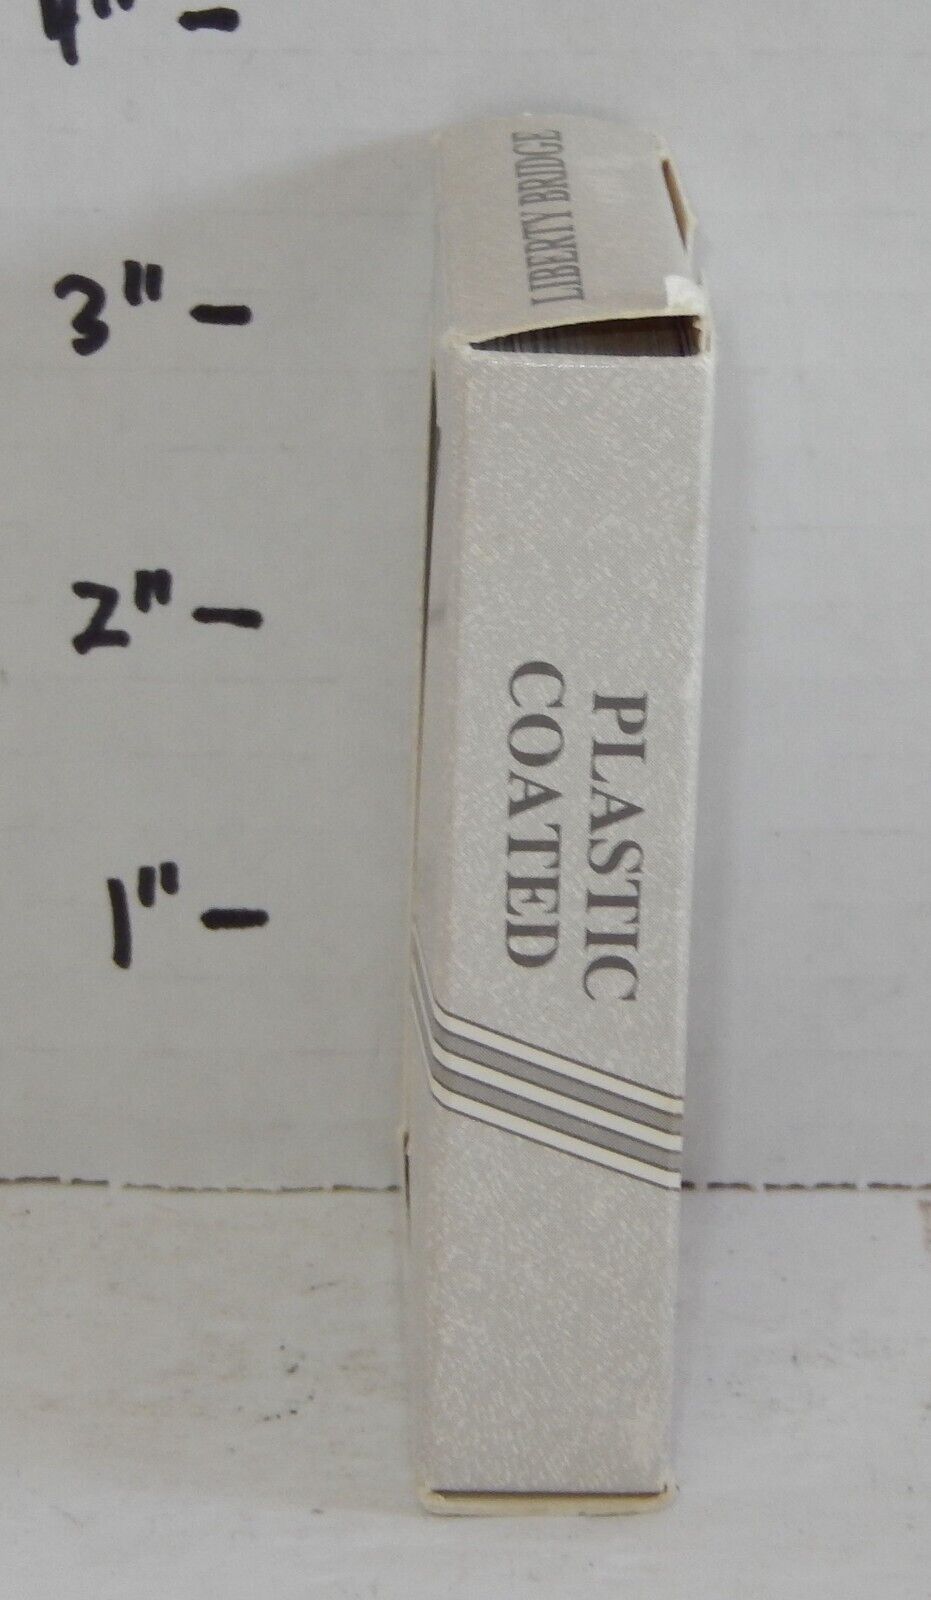 4"-
LIBERTY BRIDGE
3"-
2"-
PLASTIC
COATED
1"-